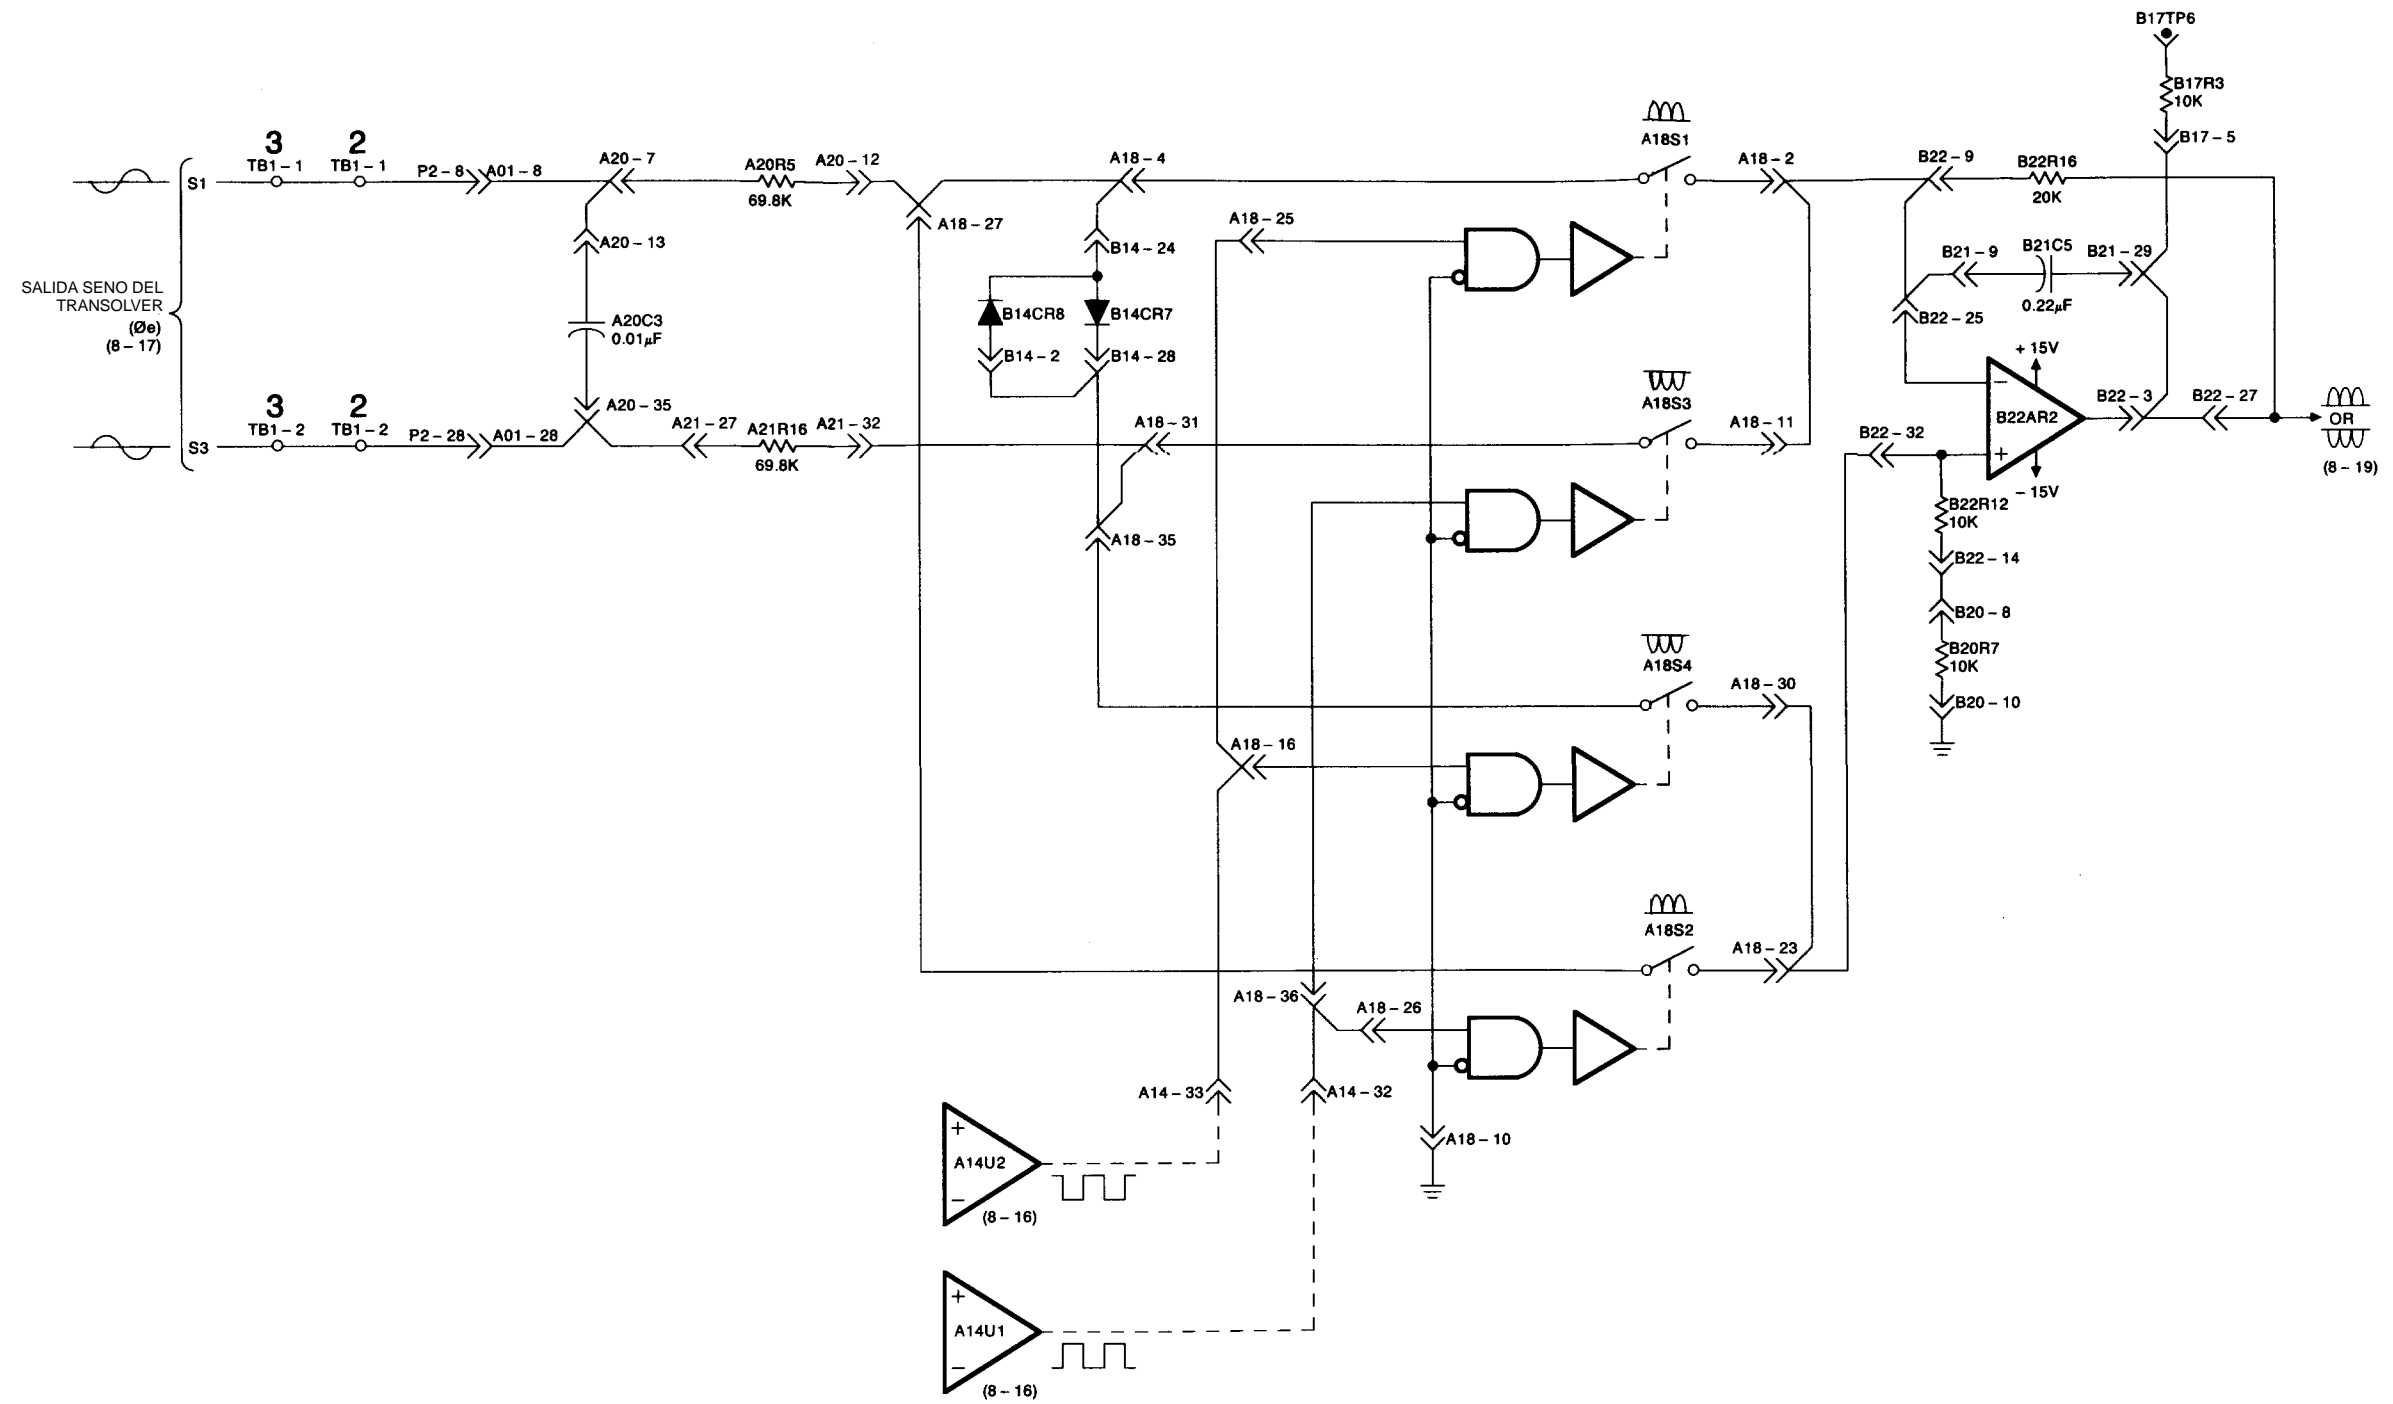 B17TP6
B17R3
10K
B17-5
3
TB1-1
2
TB1-1
P2-8
A01-8
A20-7
A20R5
69.8K
A20-12
A18-4
A18S1
A18-2
B22-9
B22R16
20K
S1
A20-13
A18-27
B14-24
A18-25
B21-9
B21C5
0.22µF
B21-29
SALIDA SENO DEL
TRANSOLVER
(Øe)
(8-17)
A20C3
0.01µF
B14CR8
B14CR7
B14-2
B14-28
B22-25
+15V
−
B22AR2
+
-15V
B22-3
B22-27
OR
(8-19)
3
TB1-2
2
TB1-2
P2-28
A01-28
A20-35
A21-27
A21R16
69.8K
A21-32
A18-31
A18S3
A18-11
B22-32
S3
A18-35
B22R12
10K
B22-14
B20-8
B20R7
10K
B20-10
A18S4
A18-30
A18-16
A18S2
A18-23
A18-36
A18-26
A14-33
A14-32
A18-10
+
A14U2
−
(8-16)
+
A14U1
−
(8-16)